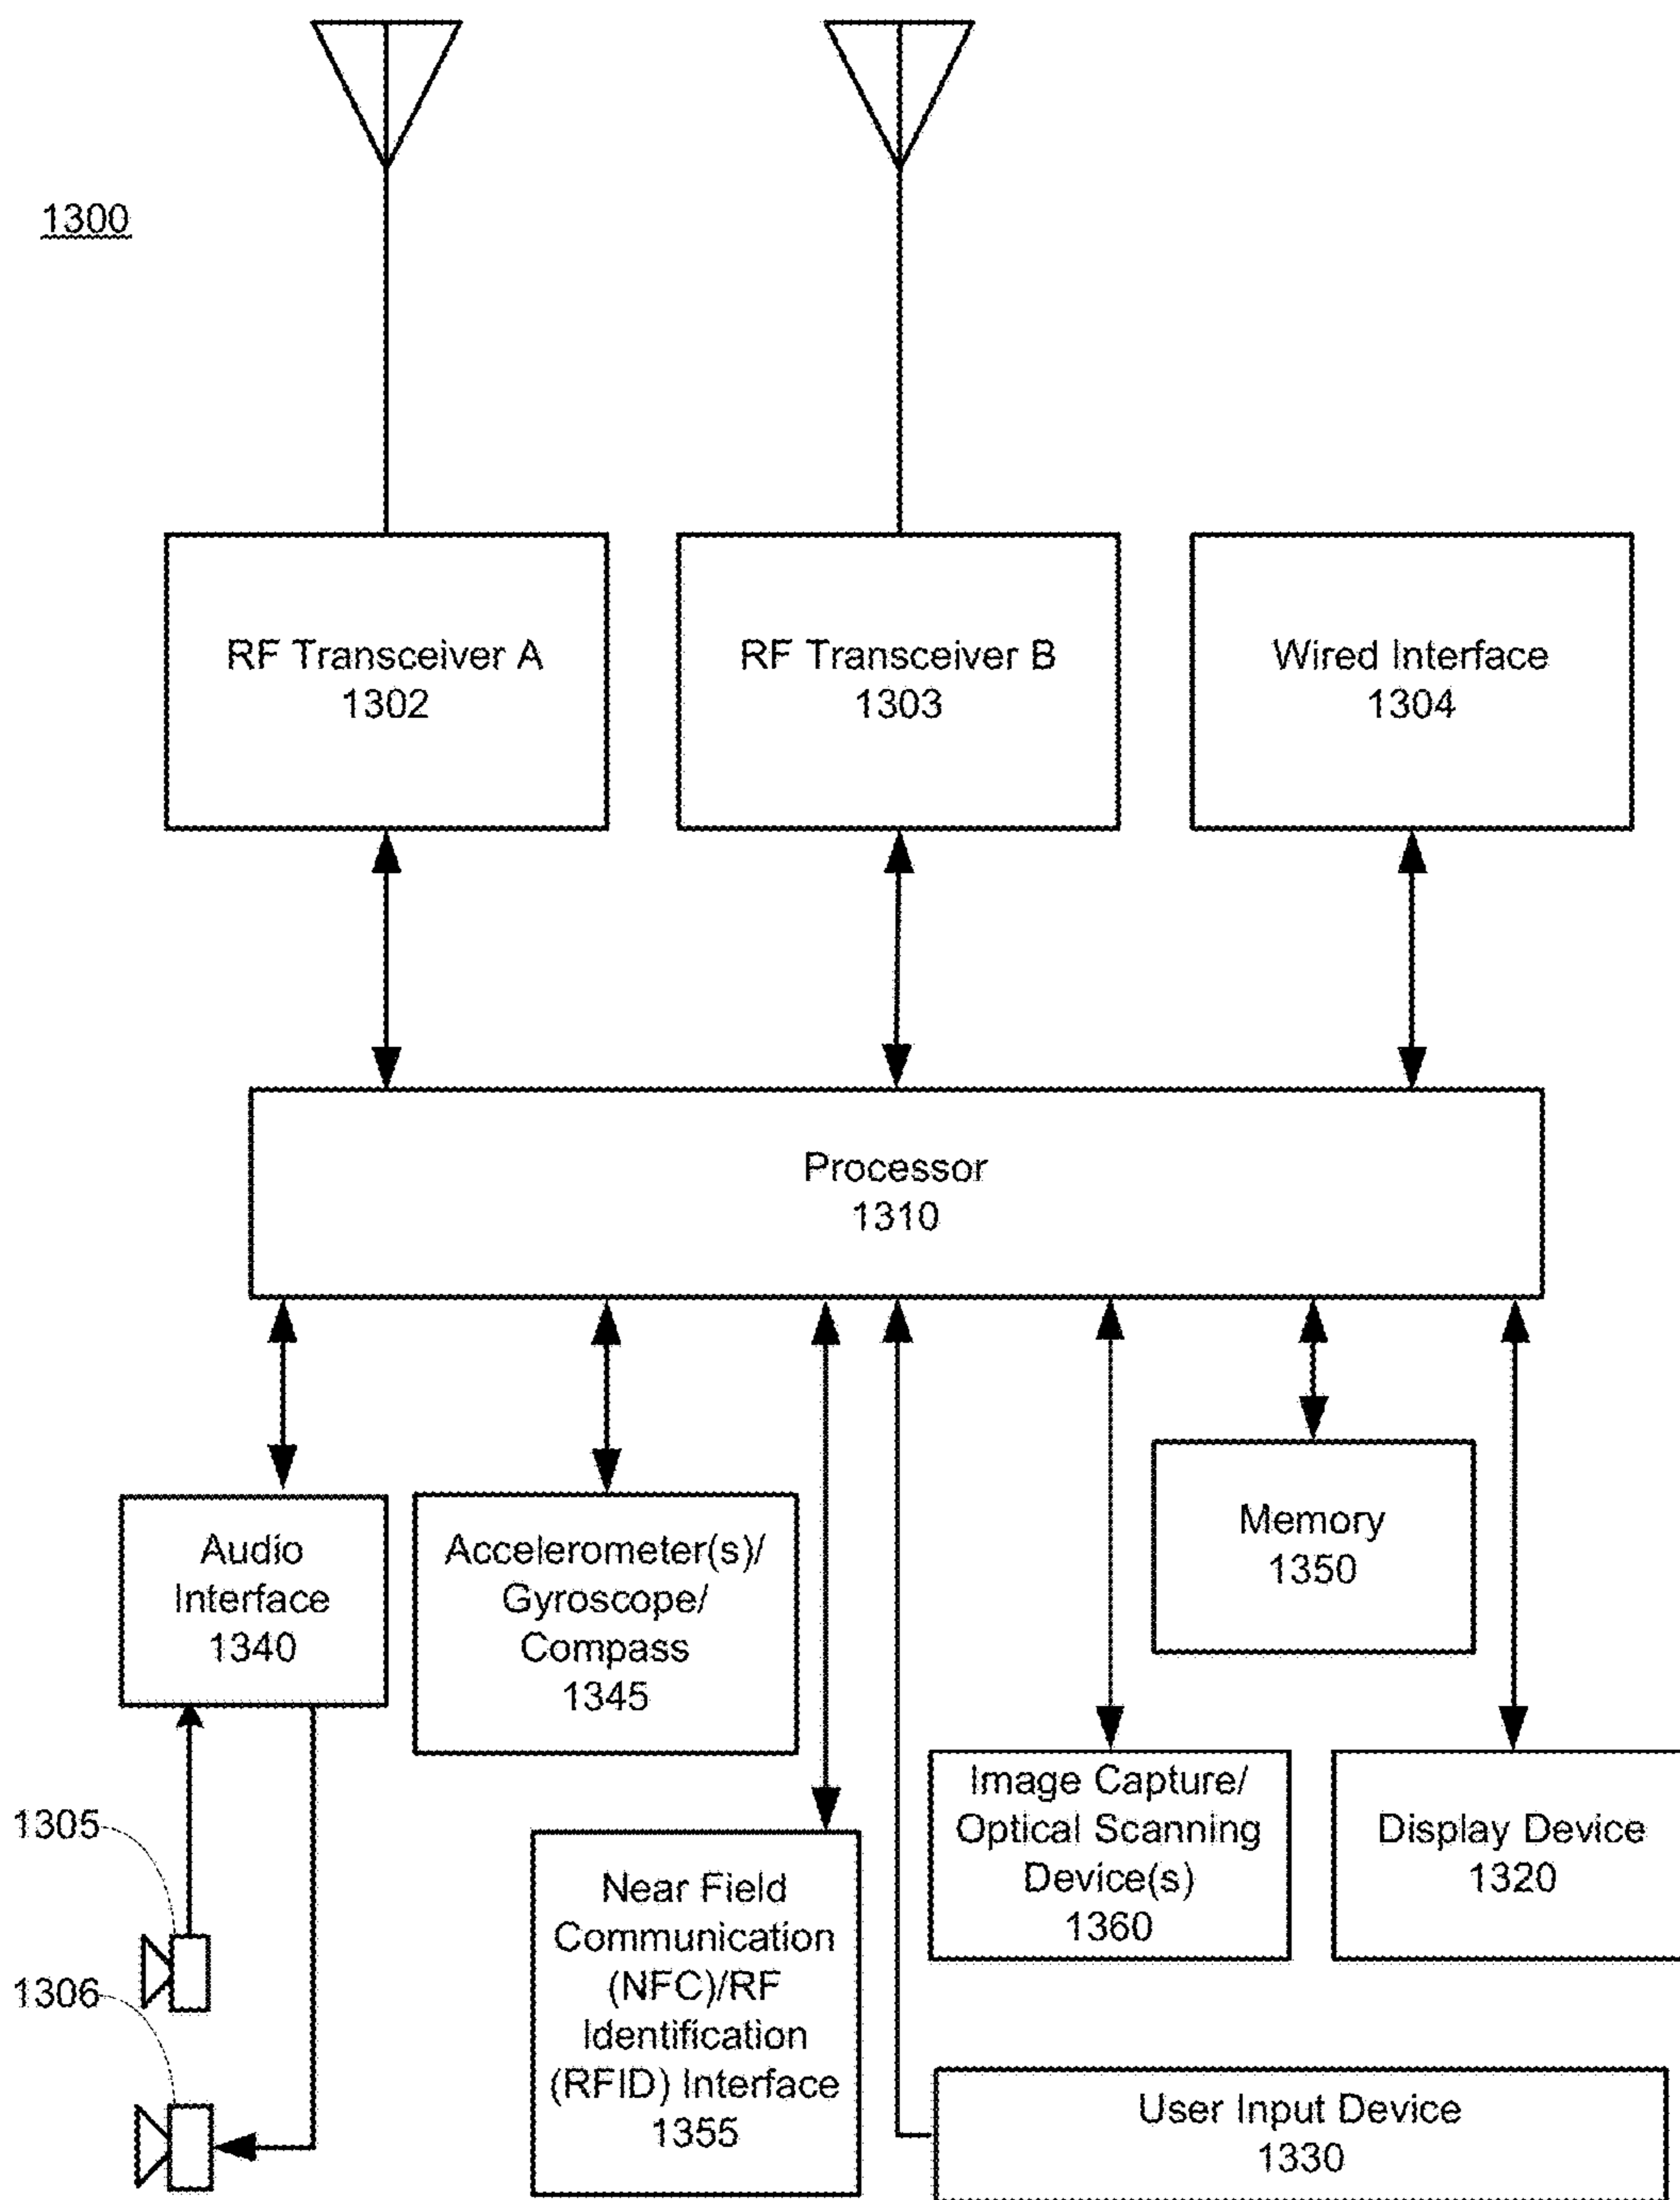 1300
RF Transceiver A
1302
RF Transceiver B
1303
Wired Interface
1304
Processor
1310
Audio
Interface
1340
Accelerometer(s)/
Gyroscope/
Compass
1345
Memory
1350
1305
1306
Near Field
Communication
(NFC)/RF
Identification
(RFID) Interface
1355
Image Capture/
Optical Scanning
Device(s)
1360
Display Device
1320
User Input Device
1330